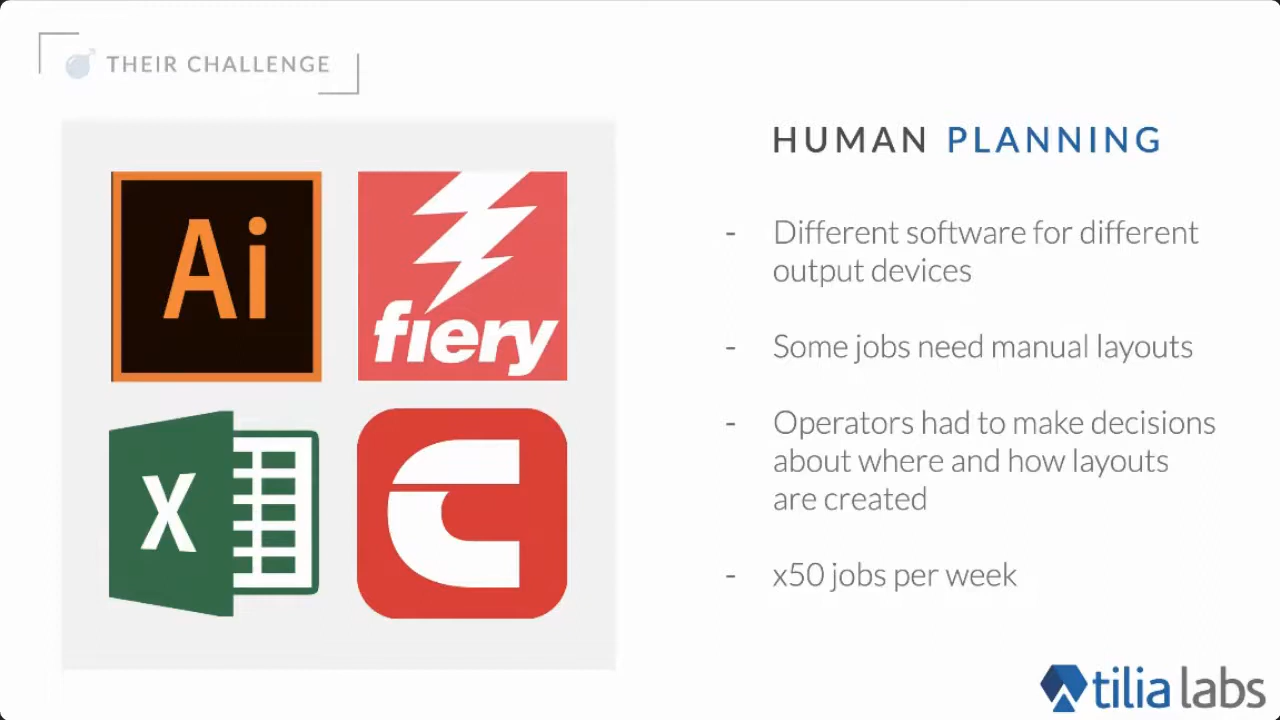 THEIR CHALLENGE
Ai
fiery
X
HUMAN PLANNING
- Different software for different
output devices
- Some jobs need manual layouts
- Operators had to make decisions
about where and how layouts
are created
- x50 jobs per week
tilia labs